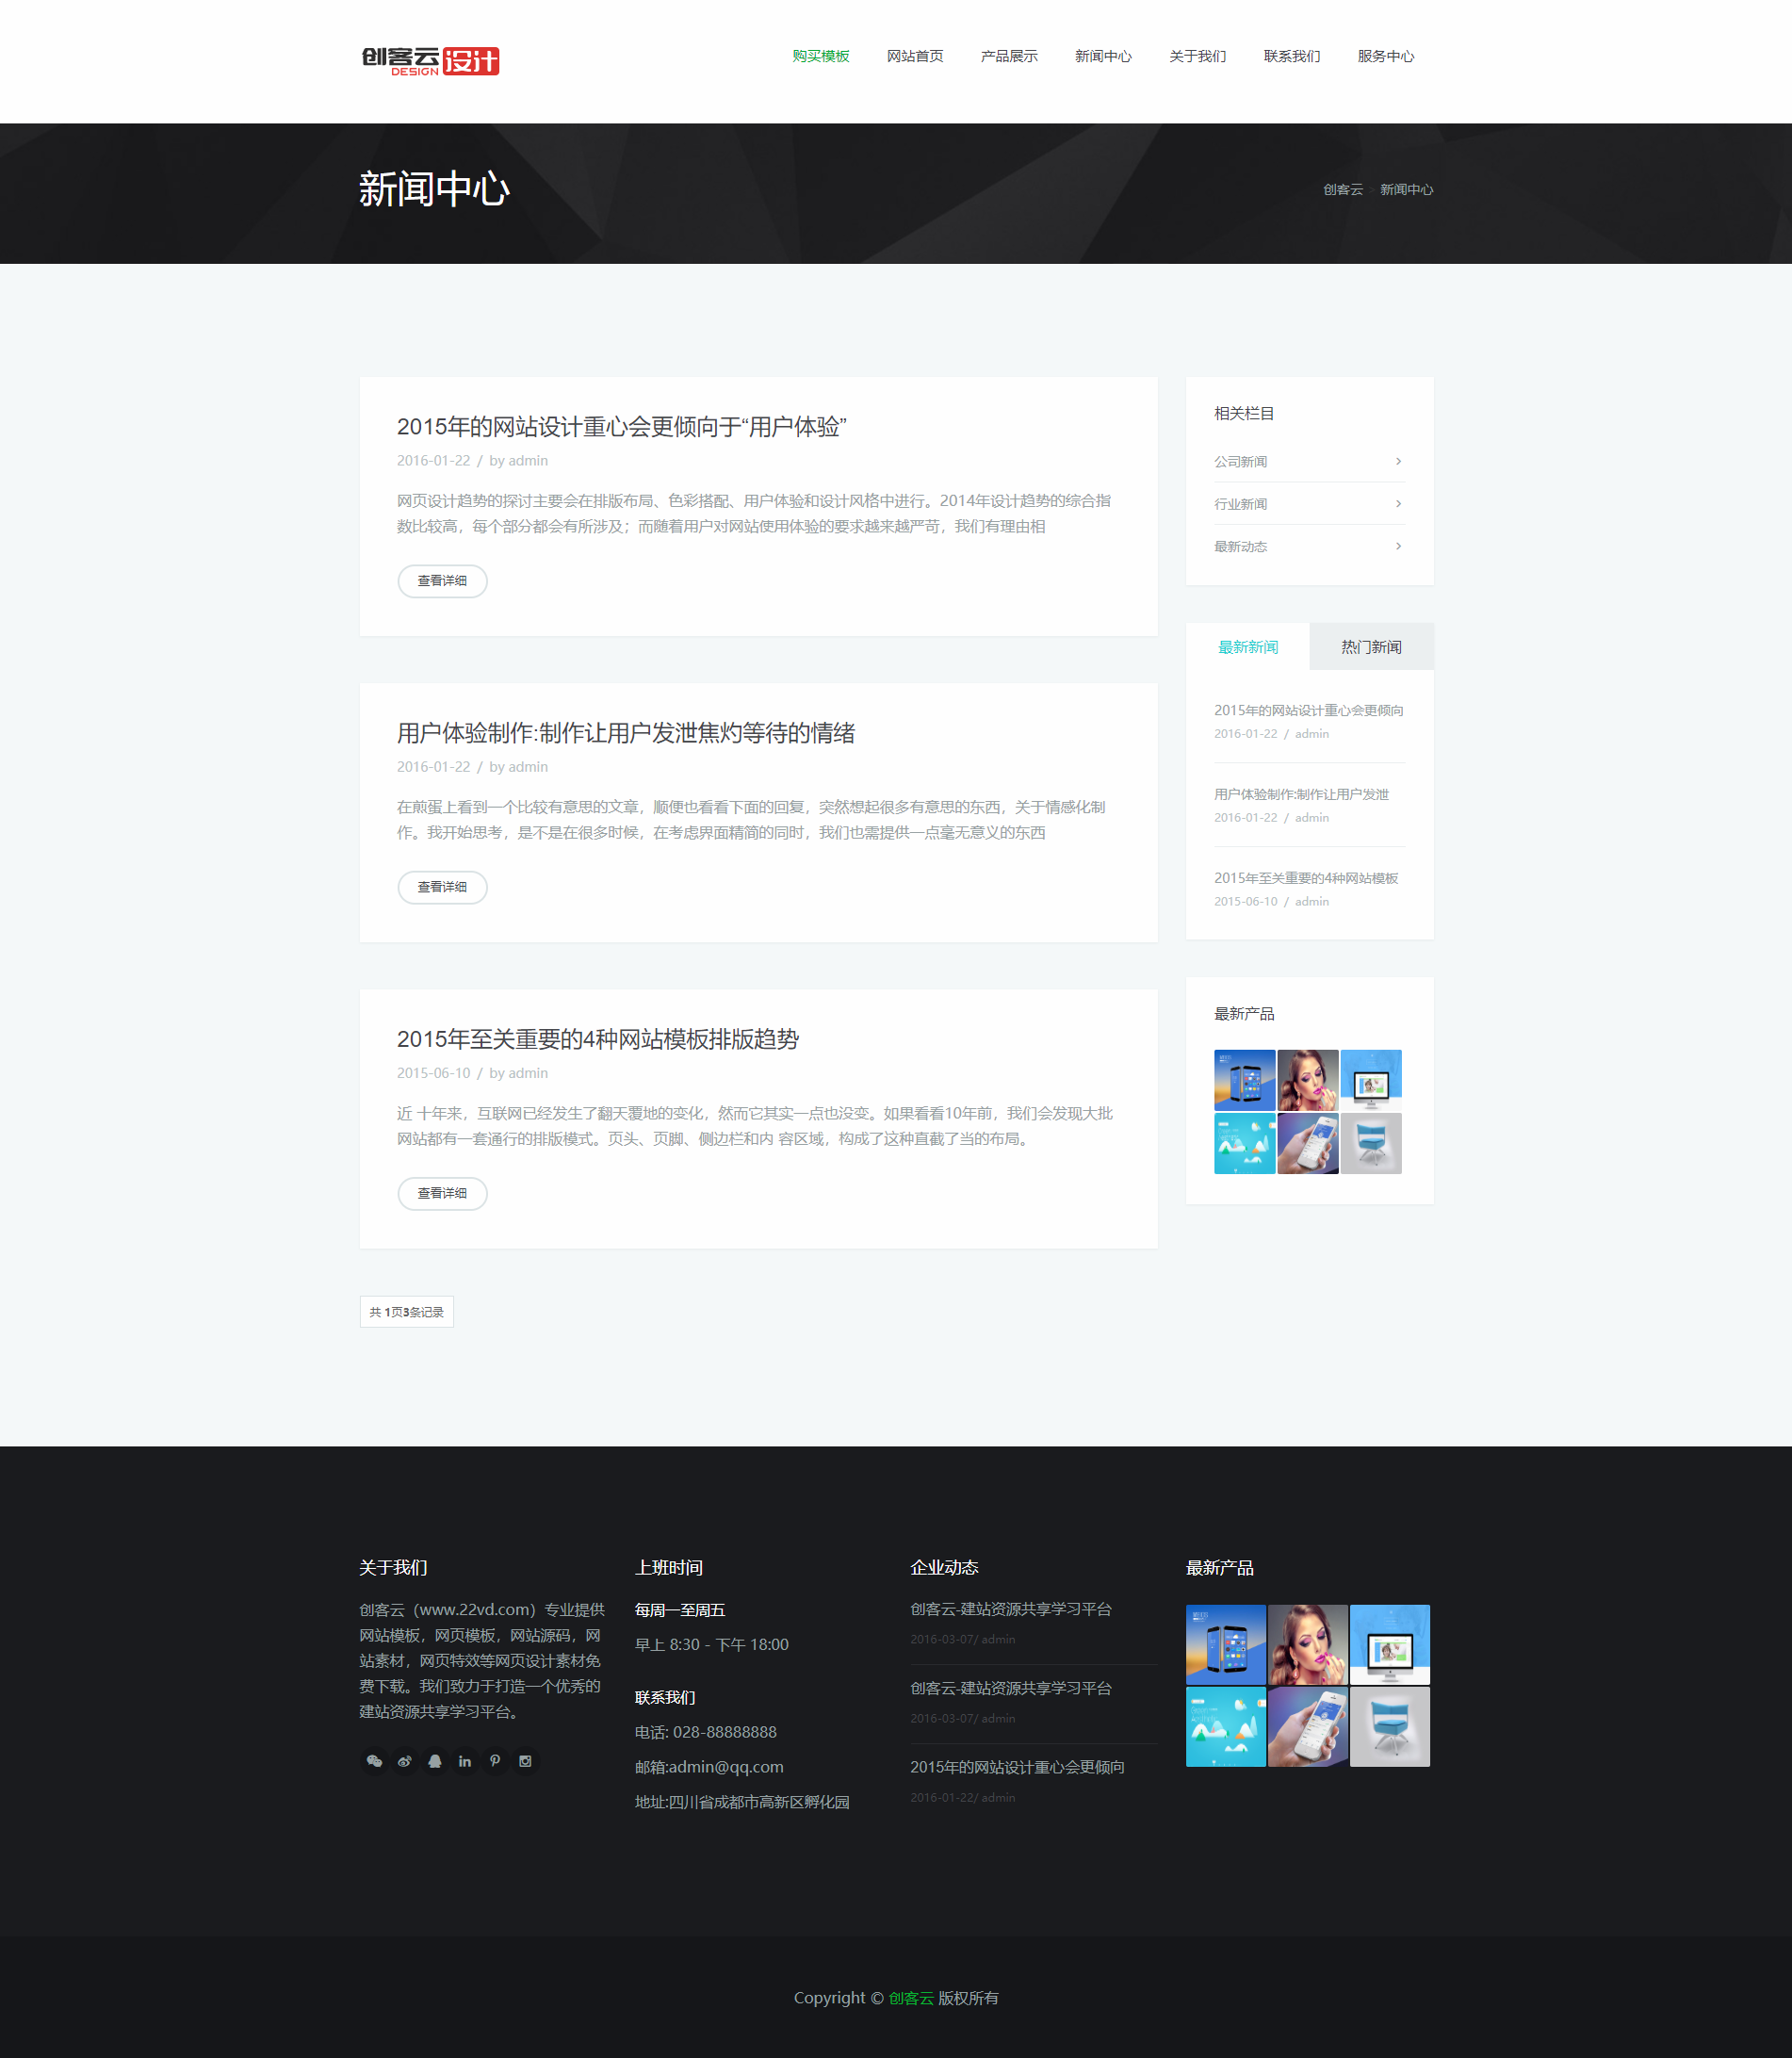 创客云 设计
DESIGN
购买模板 网站首页 产品展示 新闻中心 关于我们 联系我们 服务中心
新闻中心
创客云 新闻中心
2015年的网站设计重心会更倾向于“用户体验”
2016-01-22 / by admin
网页设计趋势的探讨主要会在排版布局、色彩搭配、用户体验和设计风格中进行。2014年设计趋势的综合指
数比较高，每个部分都会有所涉及；而随着用户对网站使用体验的要求越来越严苛，我们有理由相
查看详细
用户体验制作:制作让用户发泄焦灼等待的情绪
2016-01-22 / by admin
在煎蛋上看到一个比较有意思的文章，顺便也看看下面的回复，突然想起很多有意思的东西，关于情感化制
作。我开始思考，是不是在很多时候，在考虑界面精简的同时，我们也需提供一点毫无意义的东西
查看详细
2015年至关重要的4种网站模板排版趋势
2015-06-10 / by admin
近 十年来，互联网已经发生了翻天覆地的变化，然而它其实一点也没变。如果看看10年前，我们会发现大批
网站都有一套通行的排版模式。页头、页脚、侧边栏和内 容区域，构成了这种直截了当的布局。
查看详细
共 1页3条记录
相关栏目
公司新闻
行业新闻
最新动态
最新新闻 热门新闻
2015年的网站设计重心会更倾向
2016-01-22 / admin
用户体验制作:制作让用户发泄
2016-01-22 / admin
2015年至关重要的4种网站模板
2015-06-10 / admin
最新产品
关于我们
创客云（www.22vd.com）专业提供
网站模板，网页模板，网站源码，网
站素材，网页特效等网页设计素材免
费下载。我们致力于打造一个优秀的
建站资源共享学习平台。
上班时间
每周一至周五
早上 8:30 - 下午 18:00
联系我们
电话: 028-88888888
邮箱:admin@qq.com
地址:四川省成都市高新区孵化园
企业动态
创客云-建站资源共享学习平台
2016-03-07/ admin
创客云-建站资源共享学习平台
2016-03-07/ admin
2015年的网站设计重心会更倾向
2016-01-22/ admin
最新产品
Copyright © 创客云 版权所有